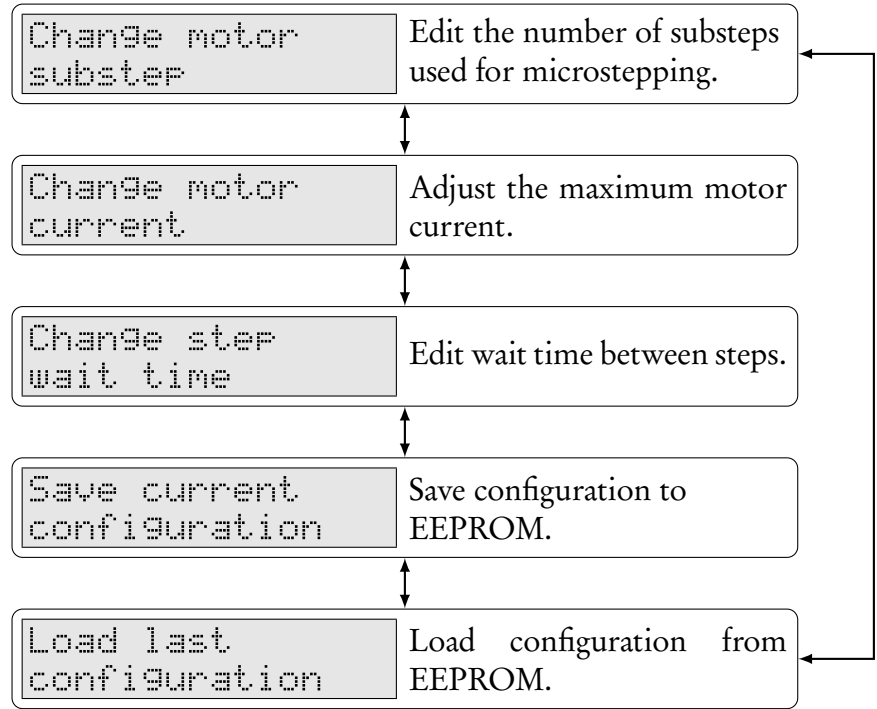 Change motor
substep
Edit the number of substeps
used for microstepping.
Change motor
current
Adjust the maximum motor
current.
Change step
wait time
Edit wait time between steps.
Save current
configuration
Save configuration to
EEPROM.
Load last
configuration
Load configuration from
EEPROM.